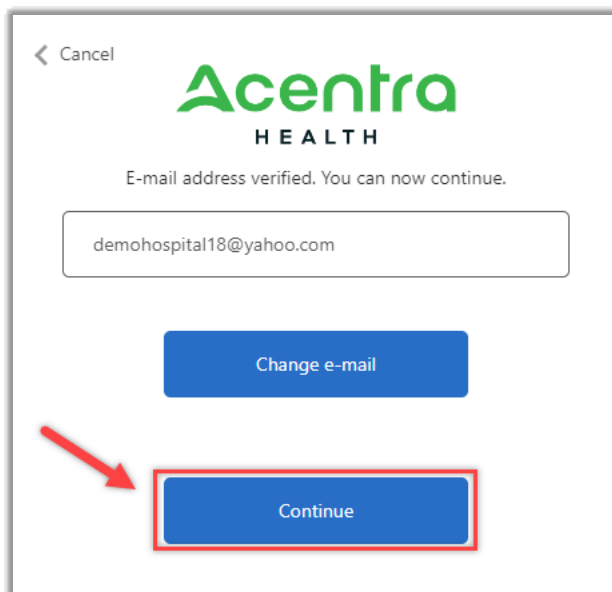 Cancel
Acentra
HEALTH
E-mail address verified. You can now continue.
demohospital18@yahoo.com
Change e-mail
Continue